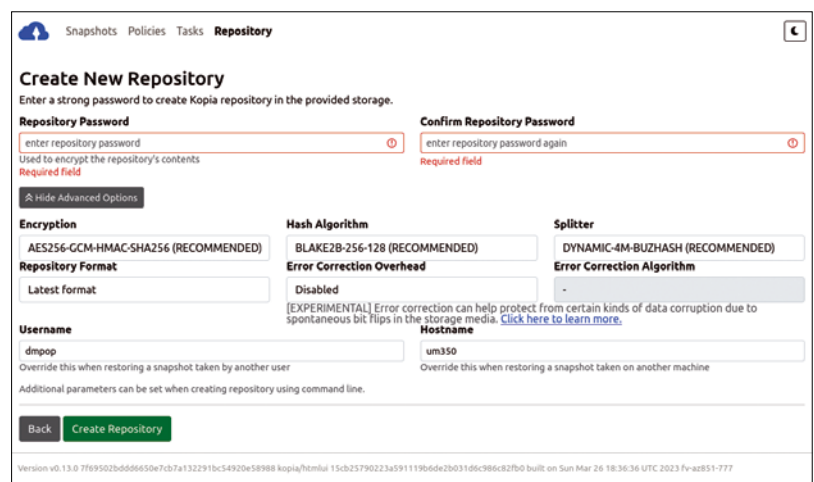 Snapshots Policies Tasks Repository
Create New Repository
Enter a strong password to create Kopia repository in the provided storage.
Repository Password
Confirm Repository Password
enter repository password
enter repository password again
Used to encrypt the repository's contents
Required field
Required field
Hide Advanced Options
Encryption
Hash Algorithm
Splitter
AES256-GCM-HMAC-SHA256 (RECOMMENDED)
BLAKE2B-256-128 (RECOMMENDED)
DYNAMIC-4M-BUZHASH (RECOMMENDED)
Repository Format
Error Correction Overhead
Error Correction Algorithm
Latest format
Disabled
-
[EXPERIMENTAL] Error correction can help protect from certain kinds of data corruption due to
spontaneous bit flips in the storage media. Click here to learn more.
Username
Hostname
dmpop
um350
Override this when restoring a snapshot taken by another user
Override this when restoring a snapshot taken on another machine
Additional parameters can be set when creating repository using command line.
Back
Create Repository
Version v0.13.0 7f69502bddd6650e7cb7a132291bc54920e58988 kopia/htmlui 15cb25790223a591119b6de2b031d6c986c82fb0 built on Sun Mar 26 18:36:36 UTC 2023 fv-az851-777